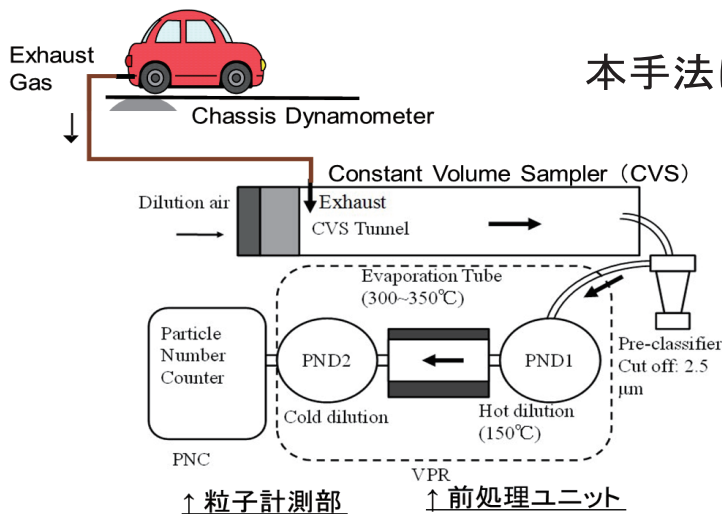 Exhaust
Gas
本手法は
Chassis Dynamometer
Constant Volume Sampler（CVS）
Dilution air
Exhaust
CVS Tunnel
Evaporation Tube
(300~350℃)
Pre-classifier
Cut off: 2.5
μm
Particle
Number
Counter
PND2
PND1
Cold dilution
Hot dilution
(150℃)
PNC
VPR
↑ 粒子計測部
↑ 前処理ユニット